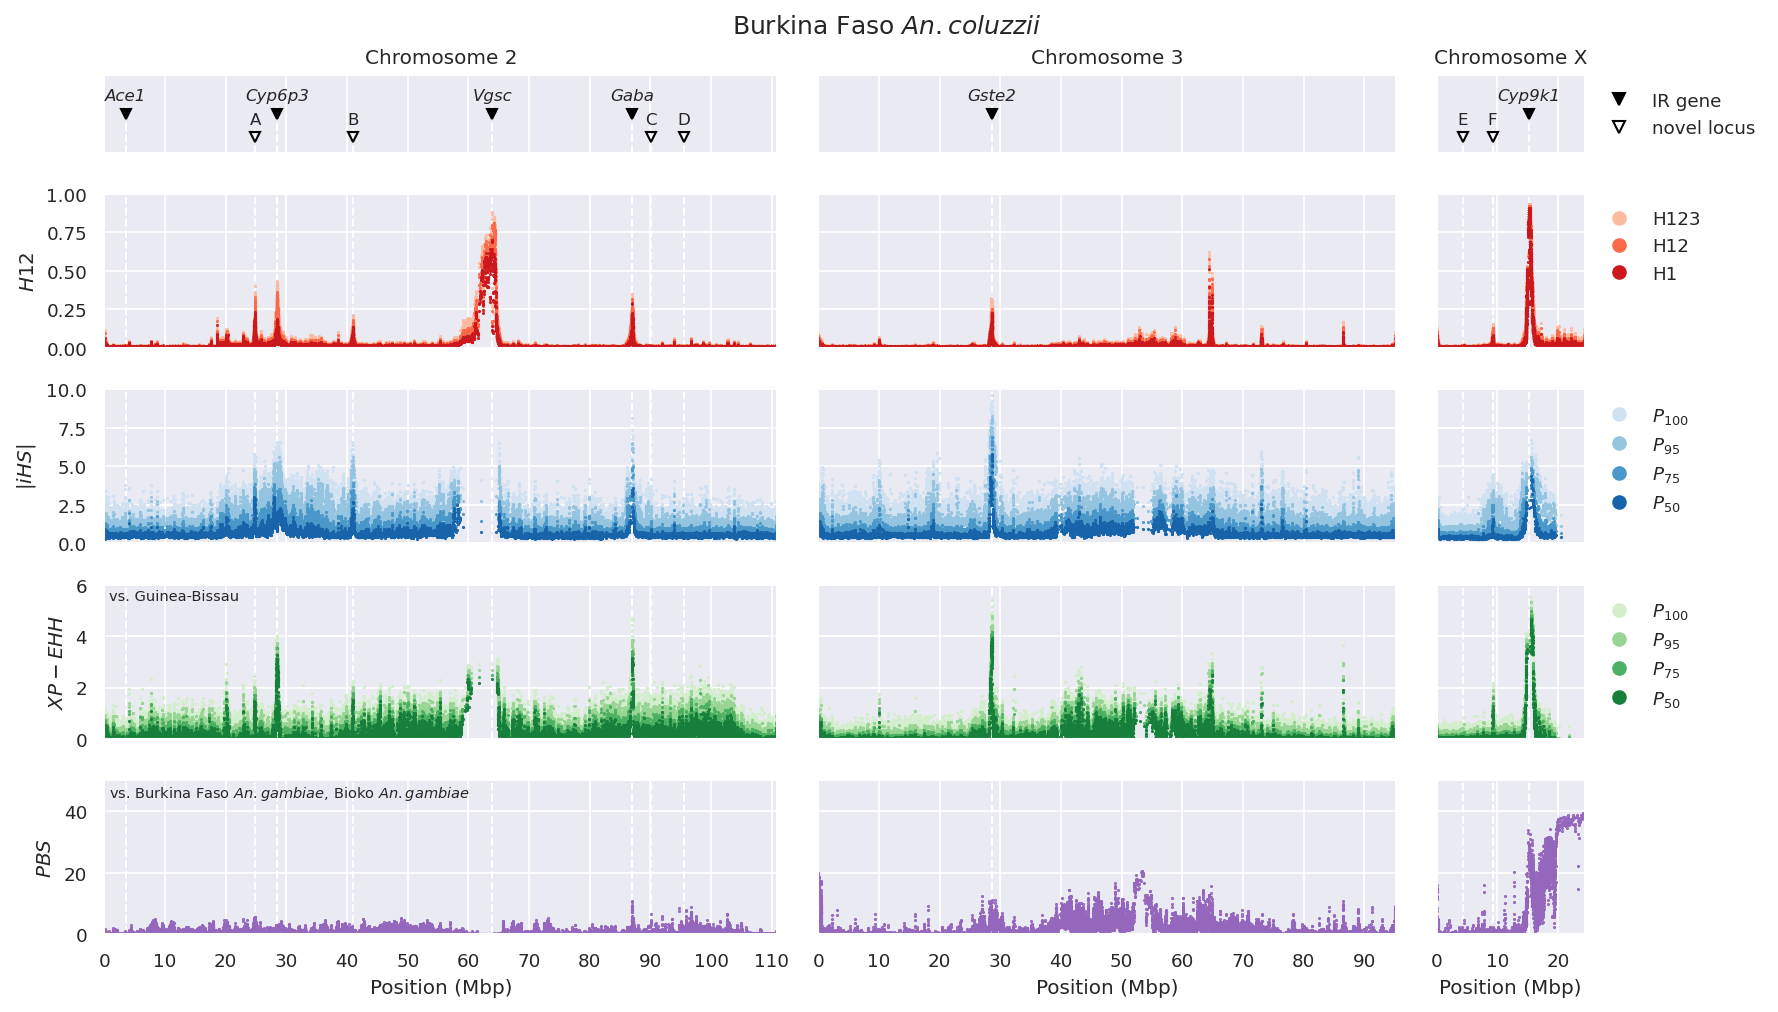 Burkina Faso An. coluzzii
Chromosome 2 Chromosome 3 Chromosome X
Ace1 Cyp6p3 Vgsc Gaba Gste2 Cyp9k1
A B C D E F
IR gene
novel locus
H12
1.00
0.75
0.50
0.25
0.00
H123
H12
H1
|iHS|
10.0
7.5
5.0
2.5
0.0
P100
P95
P75
P50
XP − EHH
vs. Guinea-Bissau
6
4
2
0
P100
P95
P75
P50
PBS
vs. Burkina Faso An. gambiae, Bioko An. gambiae
40
20
0
0 10 20 30 40 50 60 70 80 90 100 110 0 10 20 30 40 50 60 70 80 90 0 10 20
Position (Mbp) Position (Mbp) Position (Mbp)